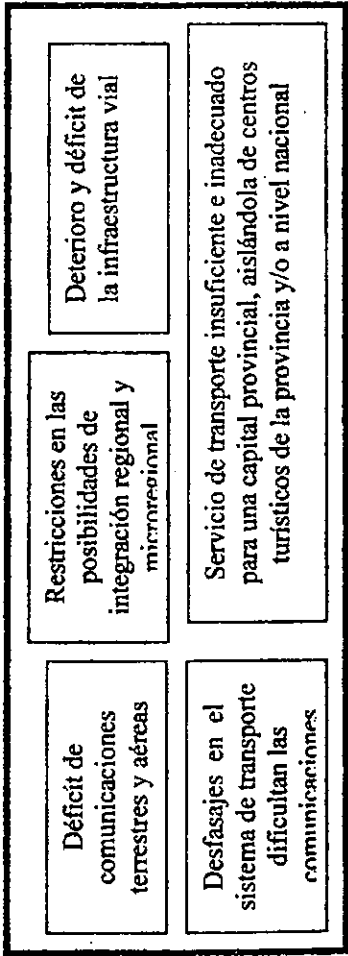 Déficit de
comunicaciones
terrestres y aéreas
Restricciones en las
posibilidades de
integración regional y
microregional
Deterioro y déficit de
la infraestructura vial
Desfasajes en el
sistema de transporte
dificultan las
comunicaciones
Servicio de transporte insuficiente e inadecuado
para una capital provincial, aislándola de centros
turísticos de la provincia y/o a nivel nacional